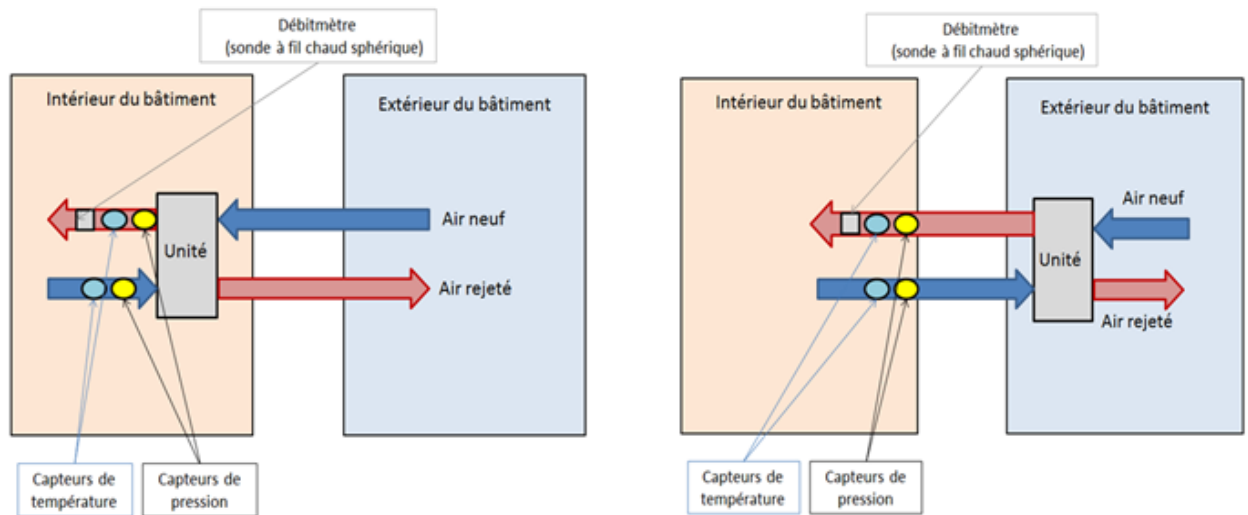 Débitmètre
(sonde à fil chaud sphérique)
Intérieur du bâtiment
Extérieur du bâtiment
Air neuf
Unité
Air rejeté
Capteurs de
température
Capteurs de
pression
Débitmètre
(sonde à fil chaud sphérique)
Intérieur du bâtiment
Extérieur du bâtiment
Air neuf
Unité
Air rejeté
Capteurs de
température
Capteurs de
pression